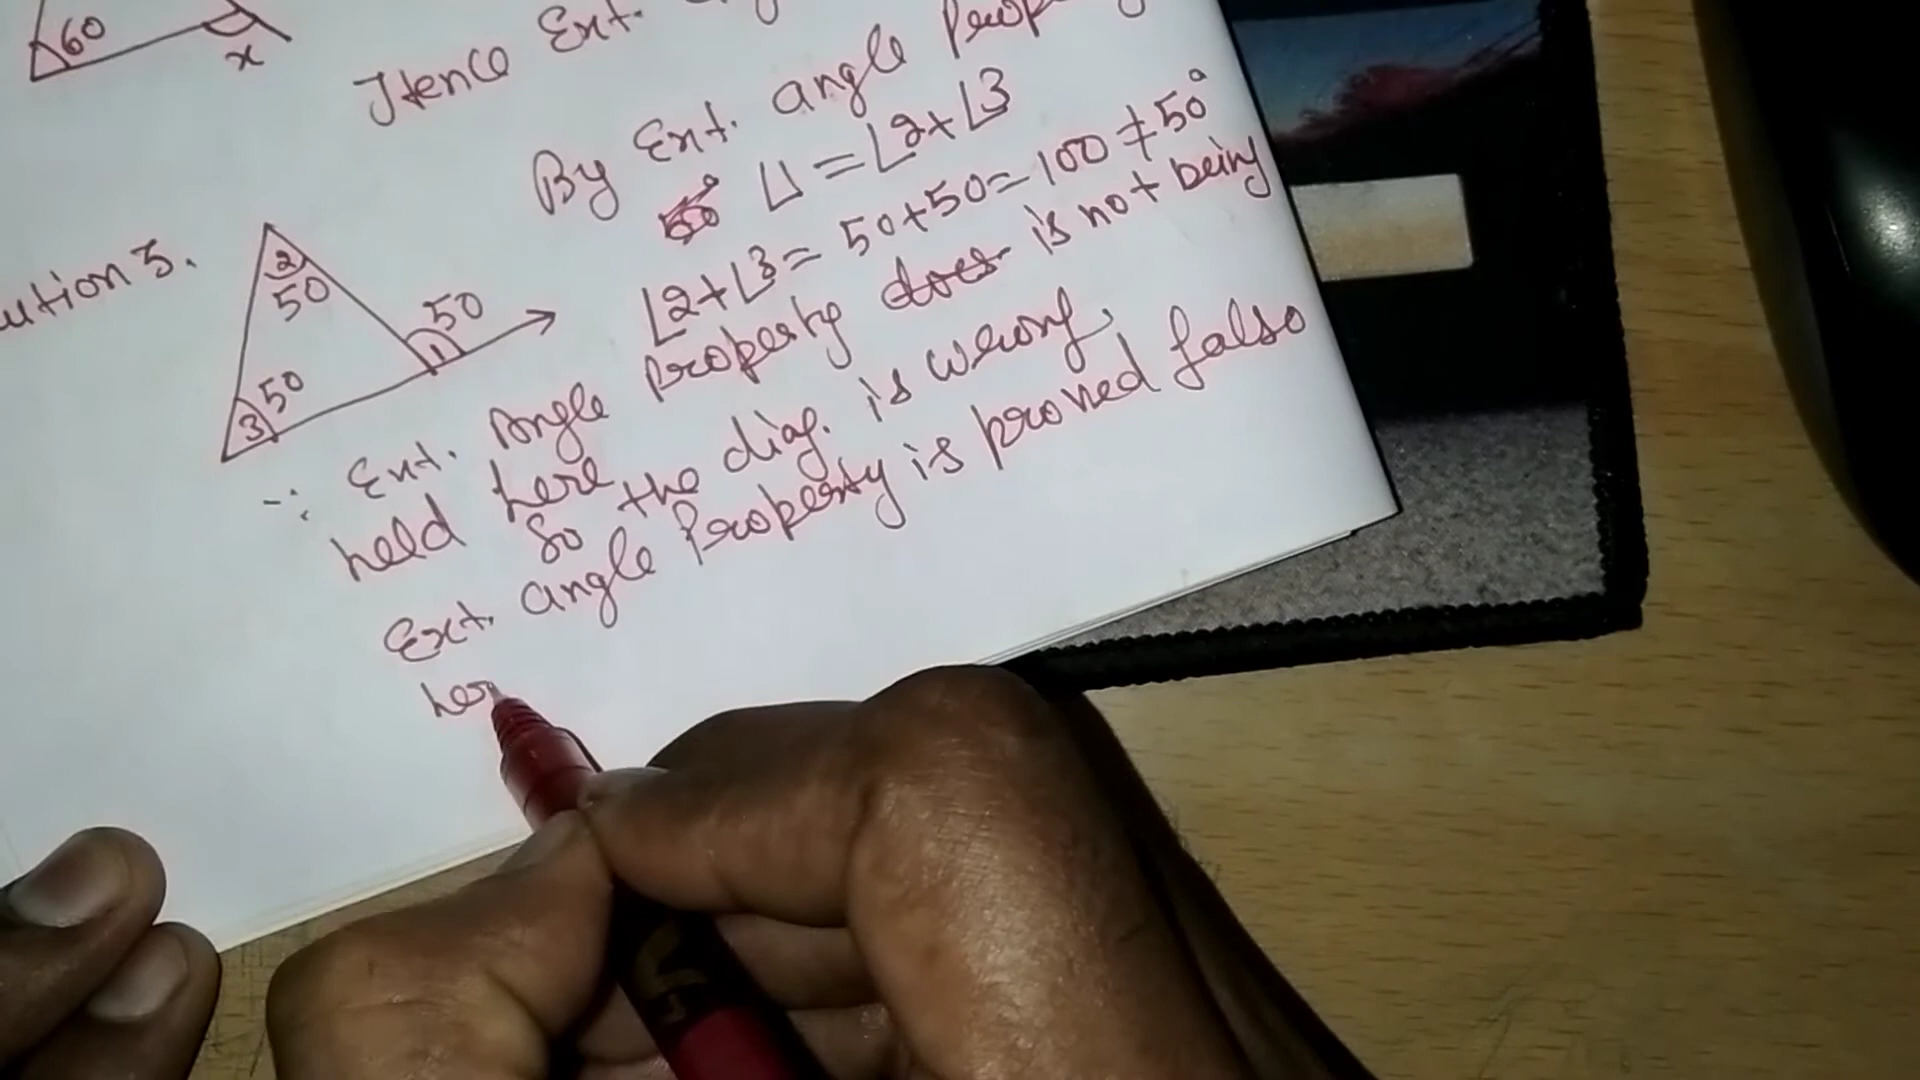 60
x
Hence Ext.
By Ext. angle Prop
∠1 = ∠2+∠3
ution 3.
2
50
50
1
50
3
∠2+∠3 = 50+50= 100 ≠ 50°
∵ Ext. Angle property does is not being
held here So the diag. is wrong,
Ext. angle Property is proved false
her